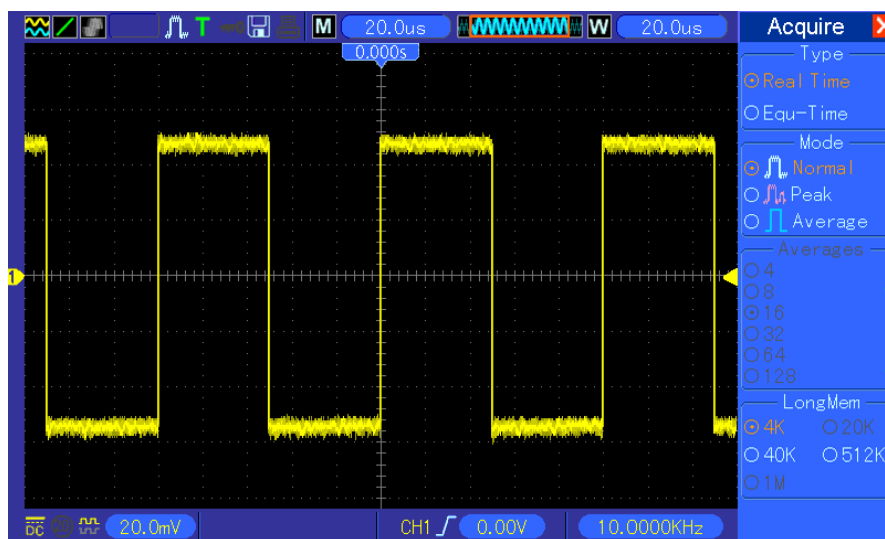 T M 20.0us W 20.0us
0.000s
1
DC 20.0mV CH1 0.00V 10.0000KHz
Acquire X
Type
Real Time
Equ-Time
Mode
Normal
Peak
Average
Averages
4
8
16
32
64
128
LongMem
4K 20K
40K 512K
1M